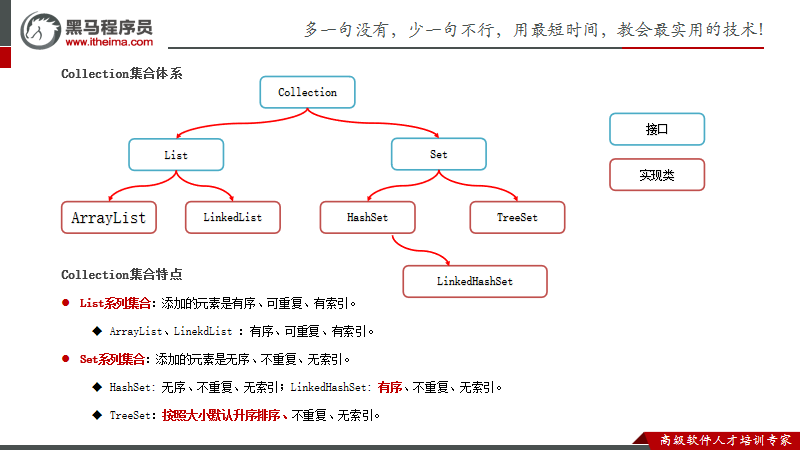 黑马程序员
www.itheima.com
多一句没有，少一句不行，用最短时间，教会最实用的技术！
Collection集合体系
Collection
接口
List
Set
实现类
ArrayList
LinkedList
HashSet
TreeSet
LinkedHashSet
Collection集合特点
List系列集合：添加的元素是有序、可重复、有索引。
ArrayList、LinekdList ：有序、可重复、有索引。
Set系列集合：添加的元素是无序、不重复、无索引。
HashSet: 无序、不重复、无索引；LinkedHashSet: 有序、不重复、无索引。
TreeSet：按照大小默认升序排序、不重复、无索引。
高级软件人才培训专家